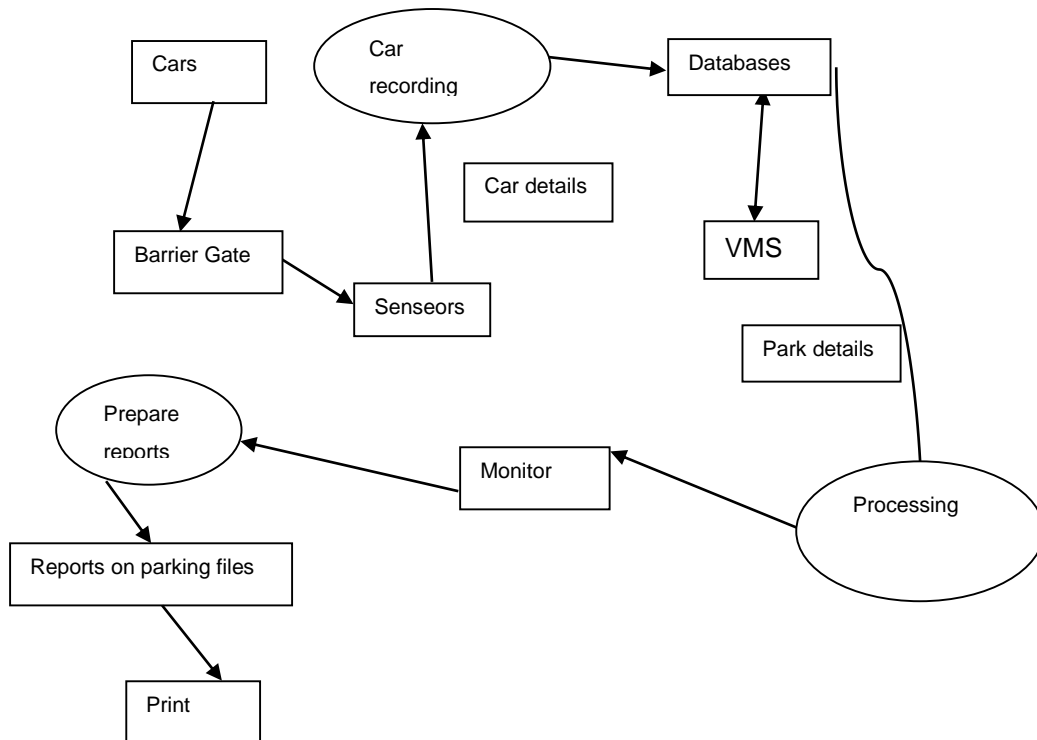 Cars
Car
recording
Databases
Car details
Barrier Gate
VMS
Senseors
Park details
Prepare
reports
Monitor
Processing
Reports on parking files
Print